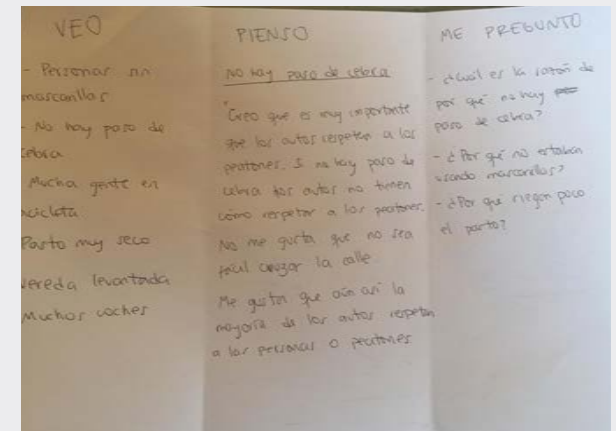 VEO
- Personas sin
mascarillas
- No hay paso de
cebra
Mucha gente en
bicicleta
Pasto muy seco
vereda levantada
Muchos coches
PIENSO
No hay paso de cebra
Creo que es muy importante
que los autos respeten a los
peatones. Si no hay paso de
cebra los autos no tienen
cómo respetar a los peatones.
No me gusta que no sea
fácil cruzar la calle.
Me gusta que aún así la
mayoría de los autos respetan
a las personas o peatones
ME PREGUNTO
- ¿Cuál es la razón de
por qué no hay
paso de cebra?
- ¿Por qué no estaban
usando mascarillas?
- ¿Por qué riegan poco
el pasto?